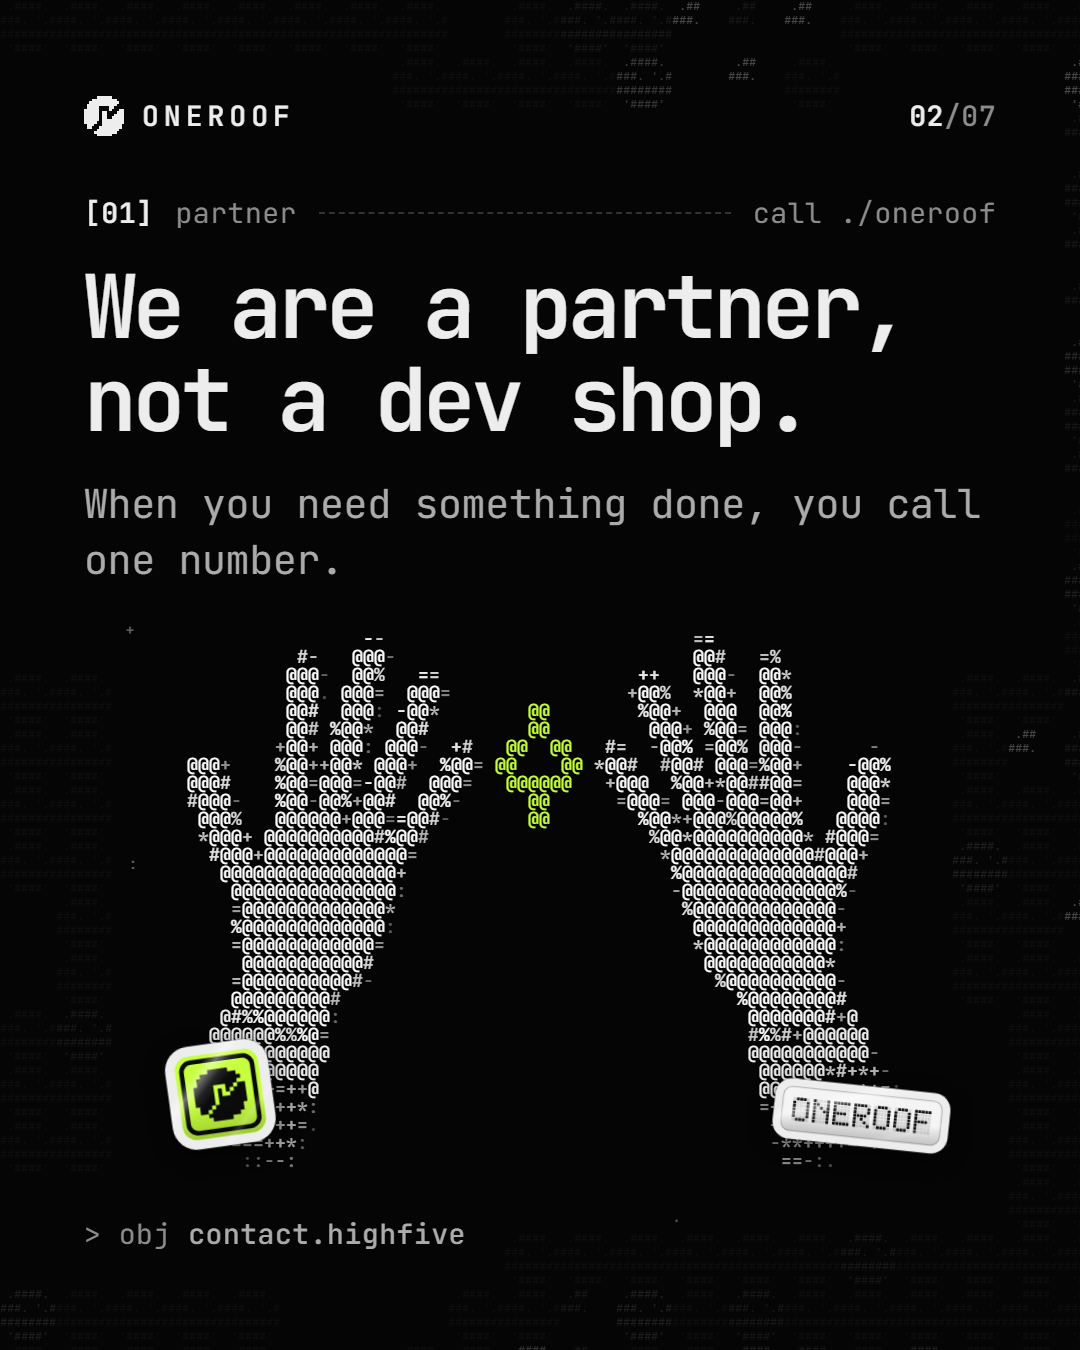 ONEROOF
02/07
[01] partner
call ./oneroof
We are a partner,
not a dev shop.
When you need something done, you call
one number.
ONEROOF
> obj contact.highfive